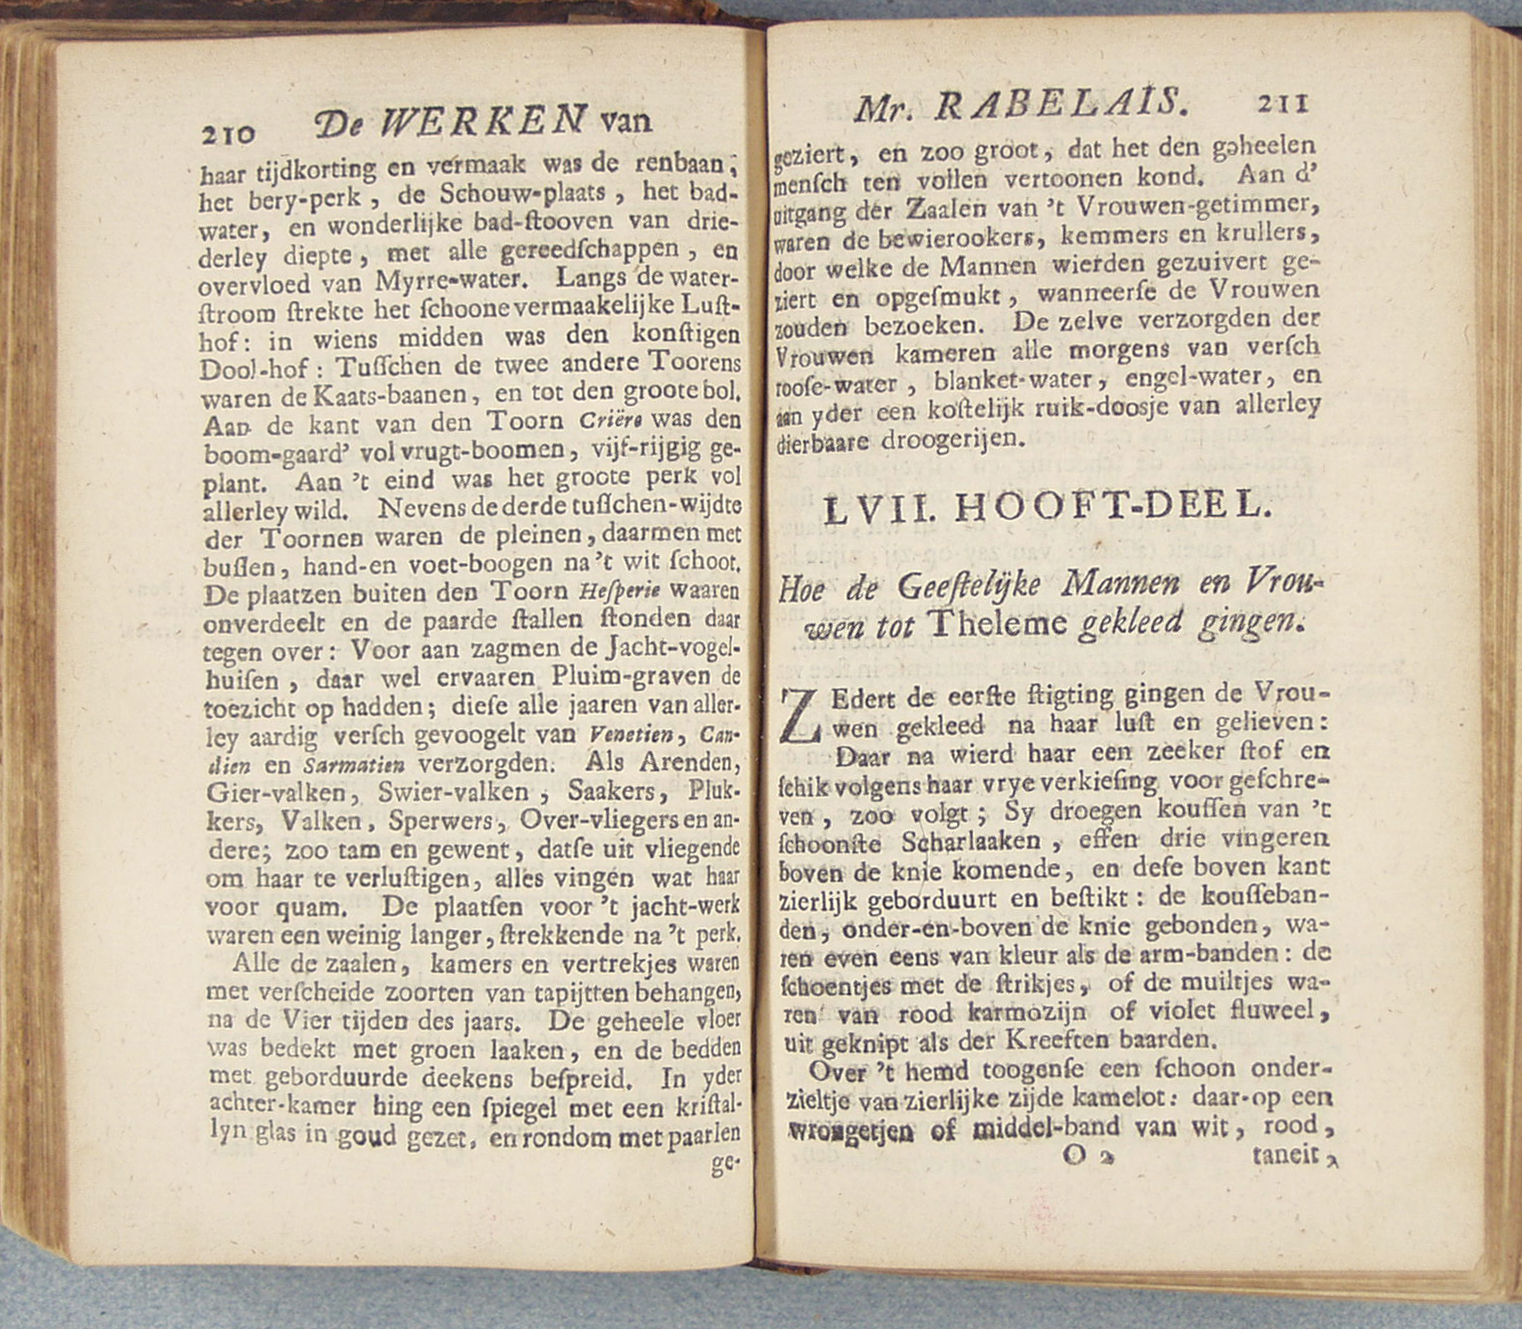 210 De WERKEN van
haar tijdkorting en vermaak was de renbaan,
het bery-perk, de Schouw-plaats, het bad-
water, en wonderlijke bad-ſtooven van drie-
derley diepte, met alle gereedſchappen, en
overvloed van Myrre-water. Langs de water-
ſtroom ſtrekte het ſchoone vermaakelijke Luſt-
hof: in wiens midden was den konſtigen
Dool-hof: Tuſſchen de twee andere Toorens
waren de Kaats-baanen, en tot den groote bol.
Aan de kant van den Toorn Criëre was den
boom-gaard' vol vrugt-boomen, vijf-rijgig ge-
plant. Aan 't eind was het groote perk vol
allerley wild. Nevens de derde tuſſchen-wijdte
der Toornen waren de pleinen, daarmen met
buſſen, hand-en voet-boogen na 't wit ſchoot.
De plaatzen buiten den Toorn Heſperie waaren
onverdeelt en de paarde ſtallen ſtonden daar
tegen over: Voor aan zagmen de Jacht-vogel-
huiſen, daar wel ervaaren Pluim-graven de
toezicht op hadden; dieſe alle jaaren van aller-
ley aardig verſch gevoogelt van Venetien, Can-
dien en Sarmatien verzorgden. Als Arenden,
Gier-valken, Swier-valken, Saakers, Pluk-
kers, Valken, Sperwers, Over-vliegers en an-
dere; zoo tam en gewent, datſe uit vliegende
om haar te verluſtigen, alles vingen wat haar
voor quam. De plaatſen voor 't jacht-werk
waren een weinig langer, ſtrekkende na 't perk.
Alle de zaalen, kamers en vertrekjes waren
met verſcheide zoorten van tapijtten behangen,
na de Vier tijden des jaars. De geheele vloer
was bedekt met groen laaken, en de bedden
met geborduurde deekens beſpreid. In yder
achter-kamer hing een ſpiegel met een kriſtal-
lyn glas in goud gezet, en rondom met paarlen
ge-
Mr. RABELAIS. 211
geziert, en zoo groot, dat het den geheelen
menſch ten vollen vertoonen kond. Aan d'
uitgang der Zaalen van 't Vrouwen-getimmer,
waren de bewierookers, kemmers en krullers,
door welke de Mannen wierden gezuivert ge-
ziert en opgeſmukt, wanneerſe de Vrouwen
zouden bezoeken. De zelve verzorgden der
Vrouwen kameren alle morgens van verſch
rooſe-water, blanket-water, engel-water, en
aan yder een koſtelijk ruik-doosje van allerley
dierbaare droogerijen.
LVII. HOOFT-DEEL.
Hoe de Geeſtelijke Mannen en Vrou-
wen tot Theleme gekleed gingen.
ZEdert de eerſte ſtigting gingen de Vrou-
wen gekleed na haar luſt en gelieven:
Daar na wierd haar een zeeker ſtof en
ſchik volgens haar vrye verkieſing voor geſchre-
ven, zoo volgt; Sy droegen kouſſen van 't
ſchoonſte Scharlaaken, effen drie vingeren
boven de knie komende, en deſe boven kant
zierlijk geborduurt en beſtikt: de kouſſeban-
den, onder-en-boven de knie gebonden, wa-
ren even eens van kleur als de arm-banden: de
ſchoentjes met de ſtrikjes, of de muiltjes wa-
ren van rood karmozijn of violet fluweel,
uit geknipt als der Kreeften baarden.
Over 't hemd toogenſe een ſchoon onder-
zieltje van zierlijke zijde kamelot: daar-op een
wrongetjen of middel-band van wit, rood,
O 2 taneit,